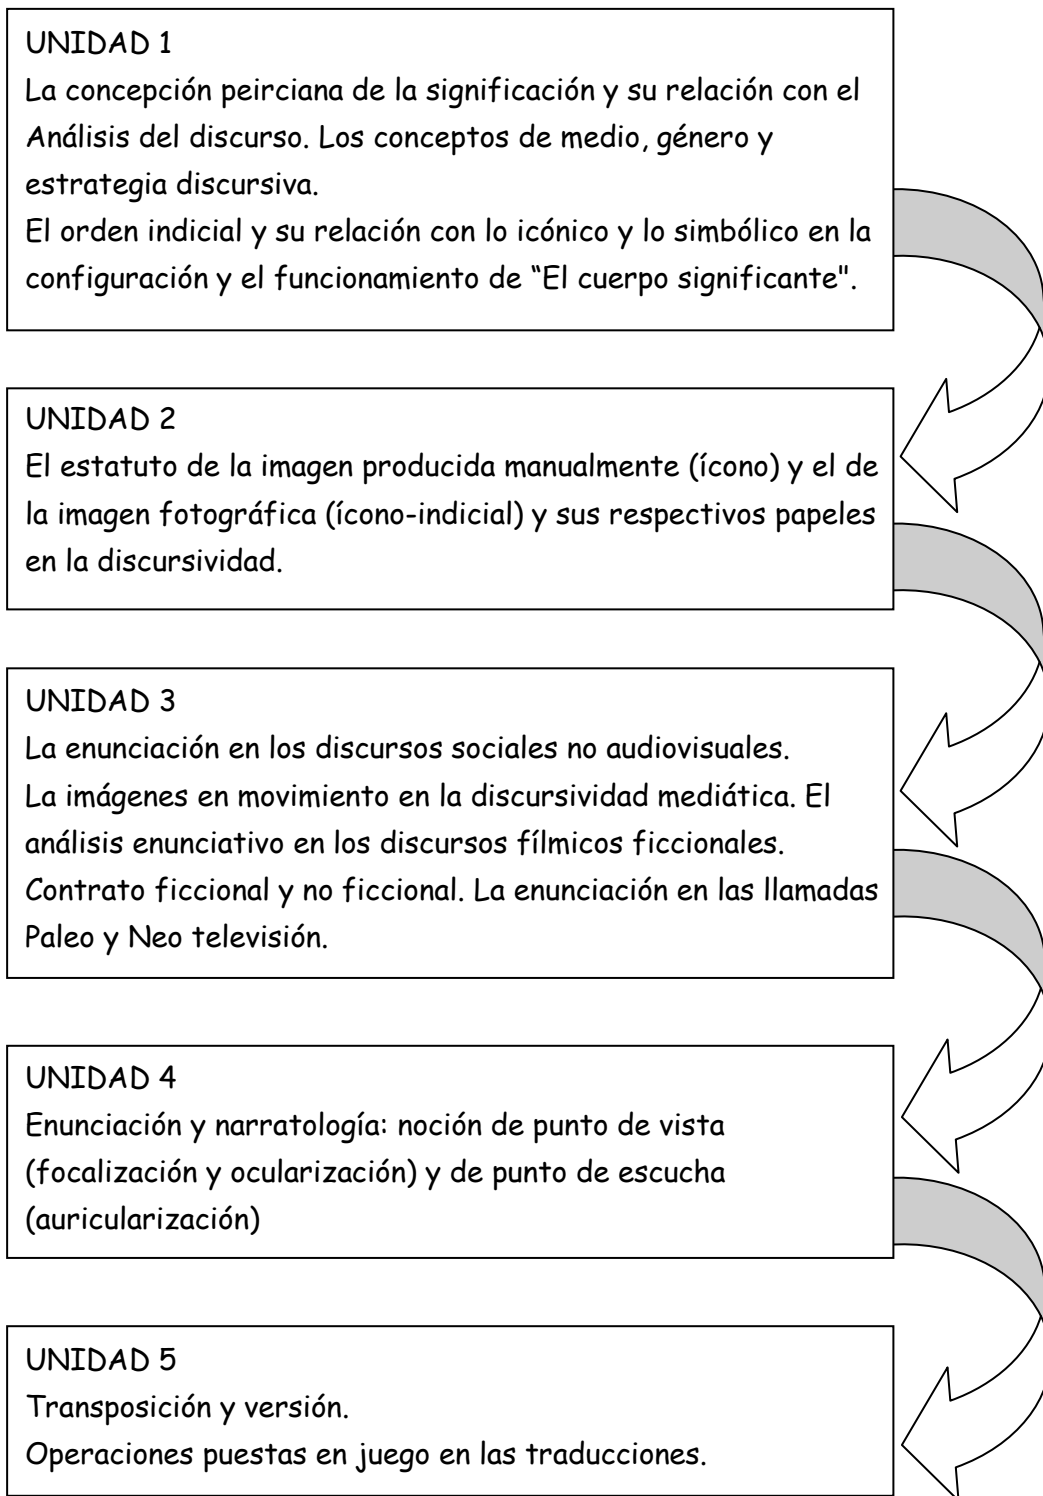 UNIDAD 1
La concepción peirciana de la significación y su relación con el
Análisis del discurso. Los conceptos de medio, género y
estrategia discursiva.
El orden indicial y su relación con lo icónico y lo simbólico en la
configuración y el funcionamiento de “El cuerpo significante".
UNIDAD 2
El estatuto de la imagen producida manualmente (ícono) y el de
la imagen fotográfica (ícono-indicial) y sus respectivos papeles
en la discursividad.
UNIDAD 3
La enunciación en los discursos sociales no audiovisuales.
La imágenes en movimiento en la discursividad mediática. El
análisis enunciativo en los discursos fílmicos ficcionales.
Contrato ficcional y no ficcional. La enunciación en las llamadas
Paleo y Neo televisión.
UNIDAD 4
Enunciación y narratología: noción de punto de vista
(focalización y ocularización) y de punto de escucha
(auricularización)
UNIDAD 5
Transposición y versión.
Operaciones puestas en juego en las traducciones.